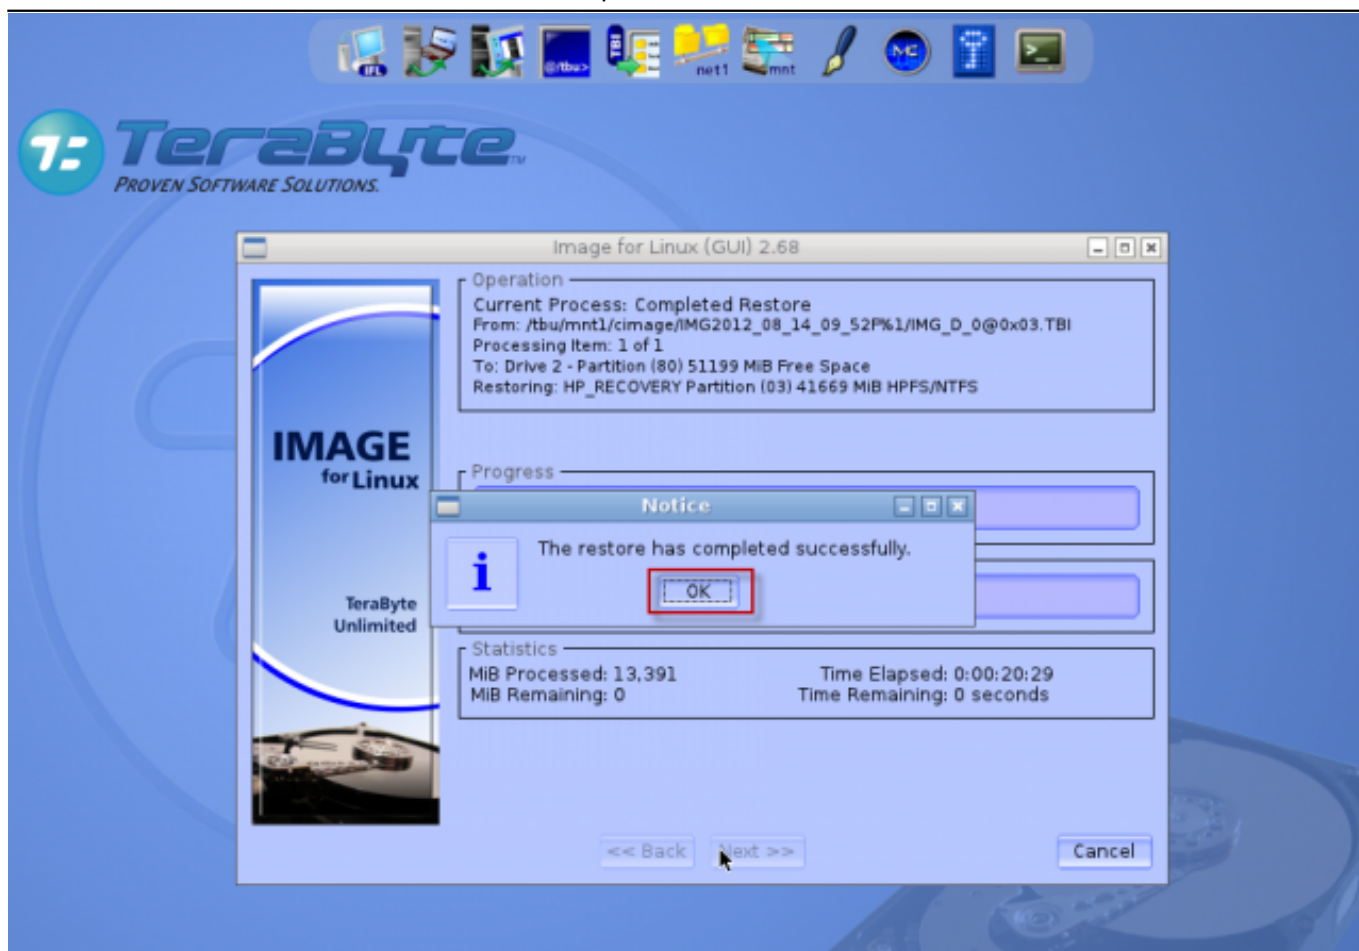 IFL
@/tbu>
TBI
net1
mnt
MC
TeraByte™
PROVEN SOFTWARE SOLUTIONS.
Image for Linux (GUI) 2.68
Operation
Current Process: Completed Restore
From: /tbu/mnt1/cimage/IMG2012_08_14_09_52P%1/IMG_D_0@0x03.TBI
Processing Item: 1 of 1
To: Drive 2 - Partition (80) 51199 MiB Free Space
Restoring: HP_RECOVERY Partition (03) 41669 MiB HPFS/NTFS
IMAGE
for Linux
Progress
Notice
The restore has completed successfully.
OK
TeraByte
Unlimited
Statistics
MiB Processed: 13,391 Time Elapsed: 0:00:20:29
MiB Remaining: 0 Time Remaining: 0 seconds
<< Back Next >> Cancel